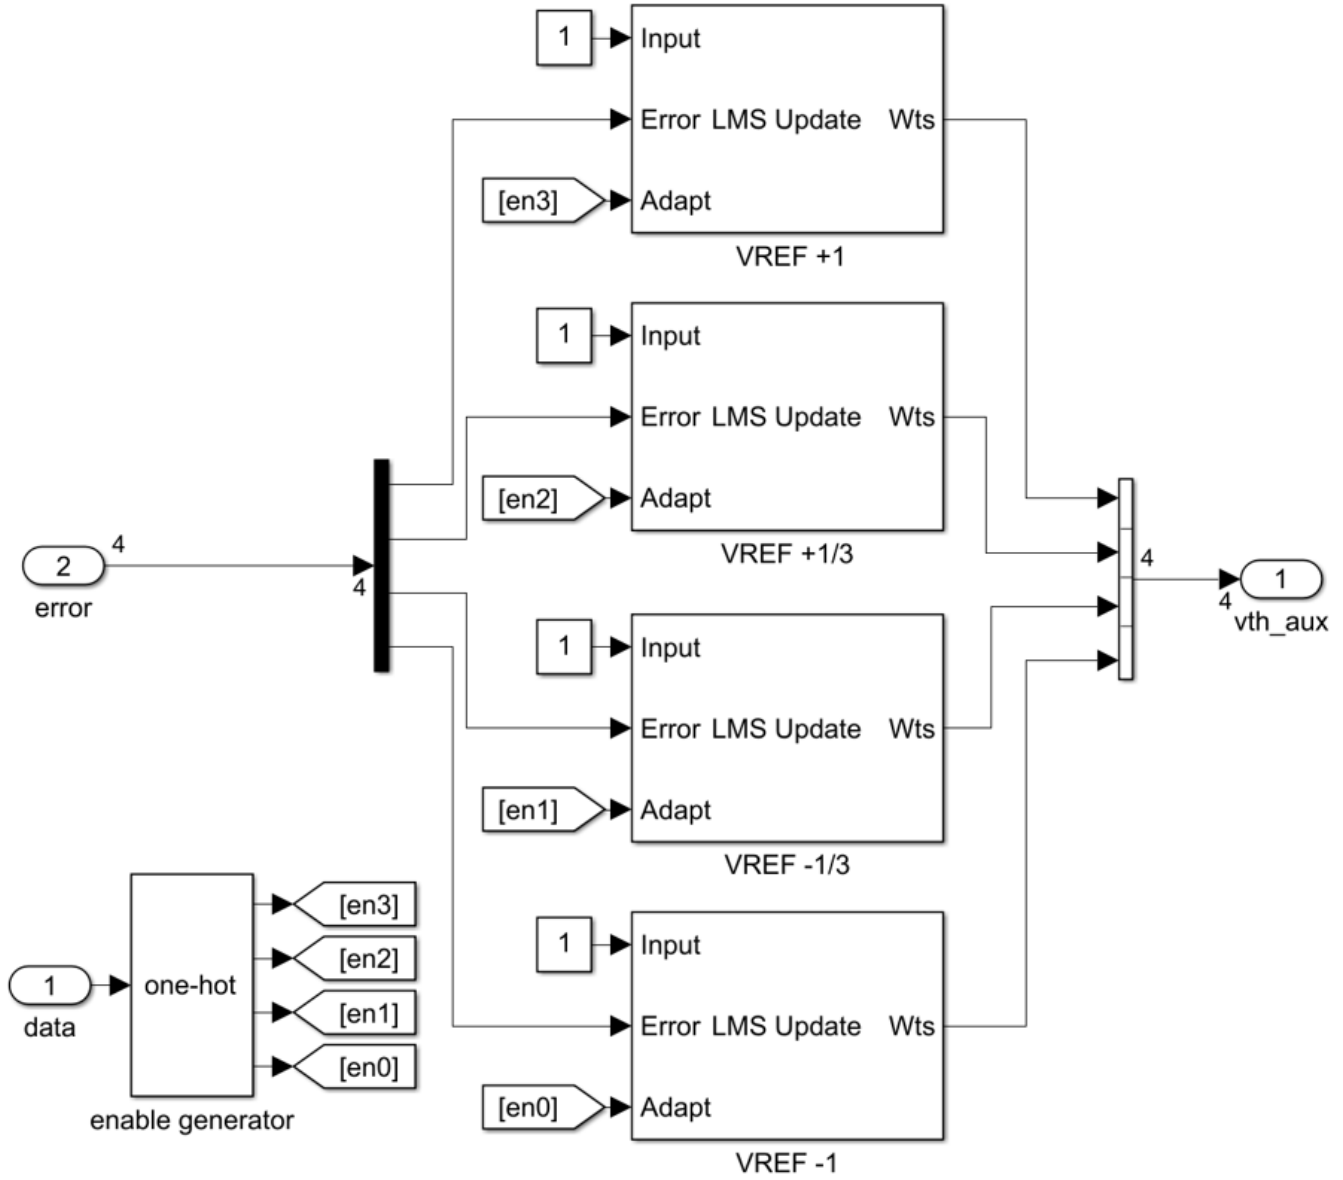 1
Input
Error LMS Update Wts
[en3]
Adapt
VREF +1
1
Input
Error LMS Update Wts
[en2]
Adapt
VREF +1/3
2
4
4
error
4
4
1
vth_aux
1
Input
Error LMS Update Wts
[en1]
Adapt
VREF -1/3
1
data
one-hot
[en3]
[en2]
[en1]
[en0]
enable generator
1
Input
Error LMS Update Wts
[en0]
Adapt
VREF -1